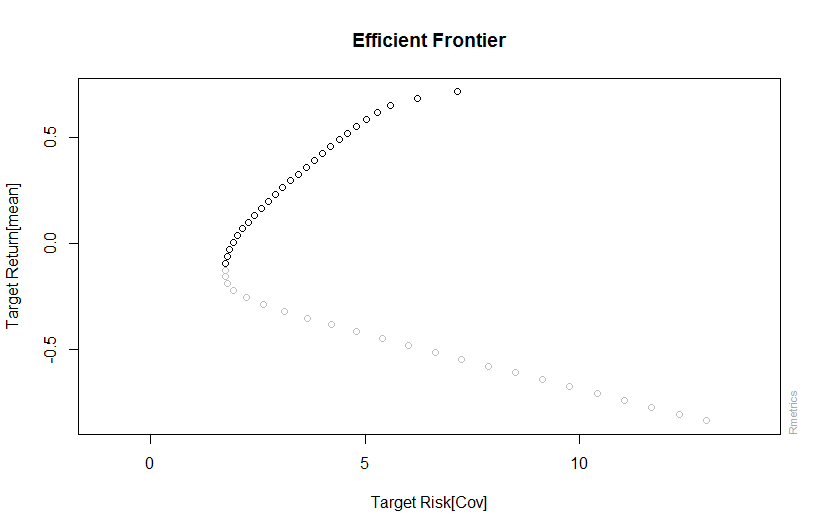 Efficient Frontier
Target Return[mean]
0.5
0.0
-0.5
0
5
10
Target Risk[Cov]
Rmetrics